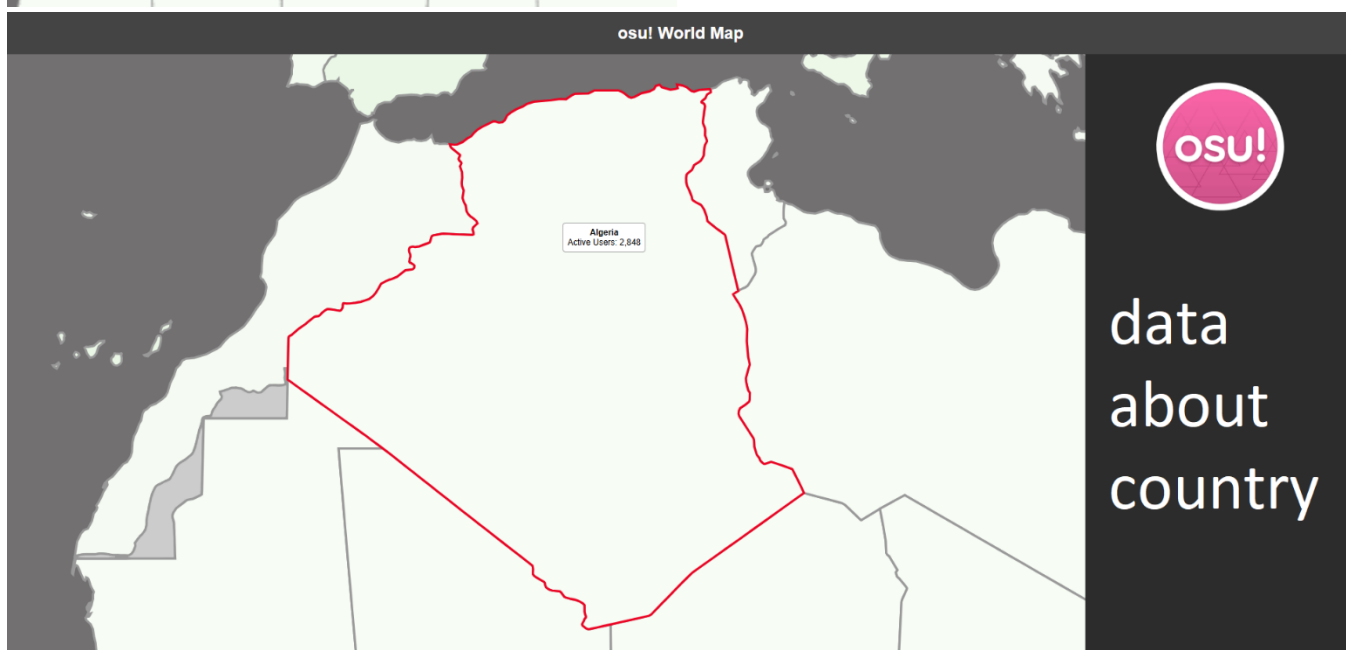 osu! World Map
Algeria
Active Users: 2,848
osu!
data
about
country